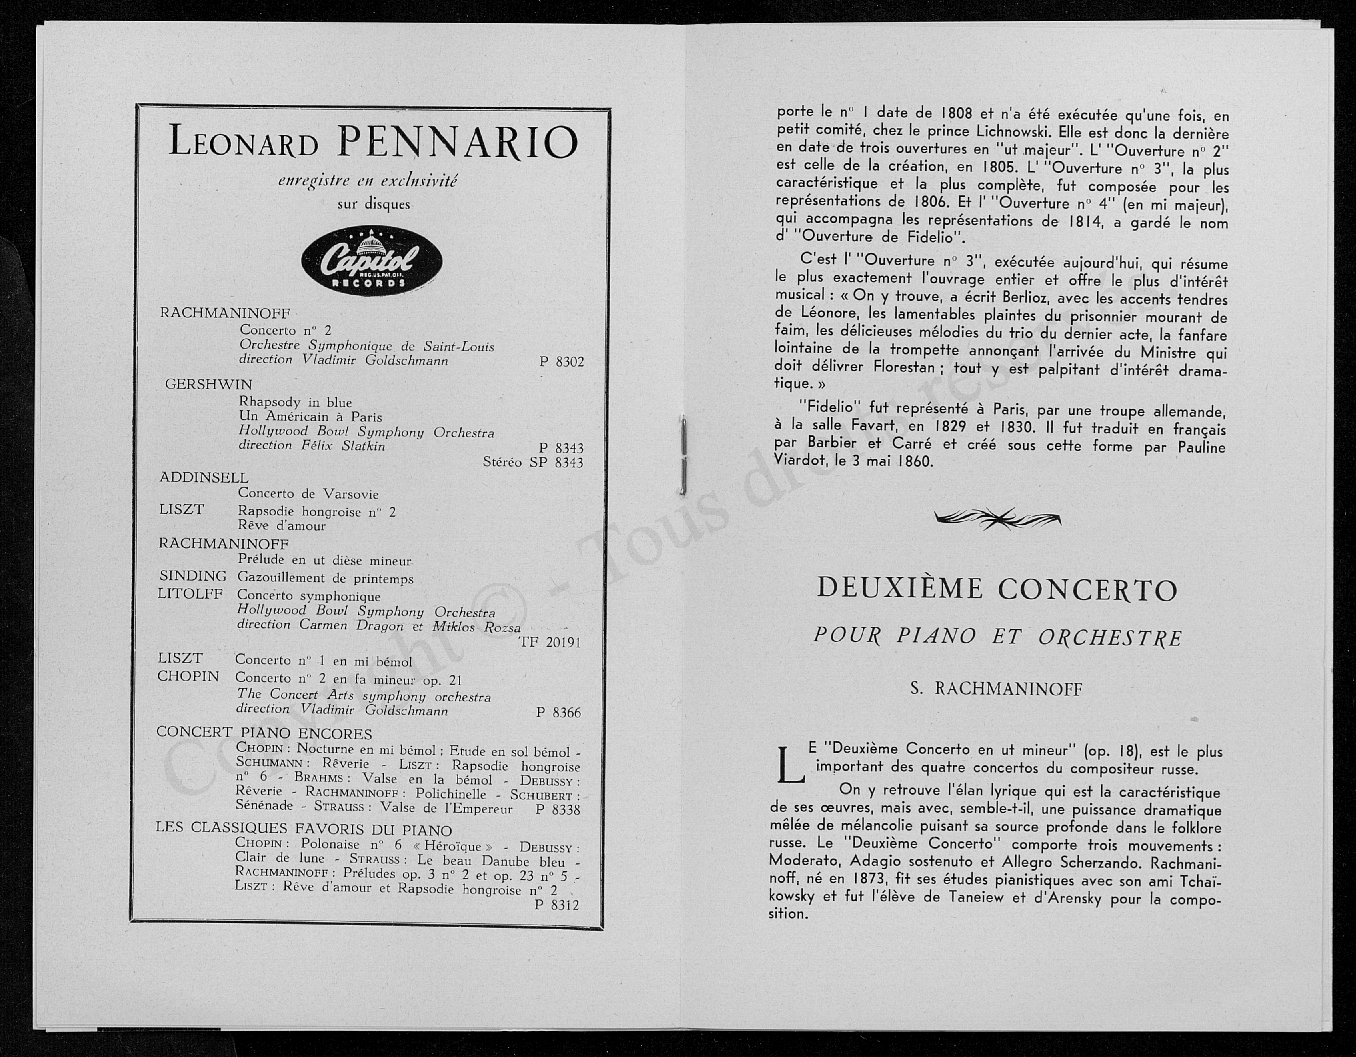 LEONARD PENNARIO
enregistre en exclusivité
sur disques
Capitol
REG.U.S.PAT.OFF.
RECORDS
RACHMANINOFF
Concerto n° 2
Orchestre Symphonique de Saint-Louis
direction Vladimir Goldschmann P 8302
GERSHWIN
Rhapsody in blue
Un Américain à Paris
Hollywood Bowl Symphony Orchestra
direction Félix Slatkin P 8343
Stéréo SP 8343
ADDINSELL
Concerto de Varsovie
LISZT Rapsodie hongroise n° 2
Rêve d'amour
RACHMANINOFF
Prélude en ut dièse mineur
SINDING Gazouillement de printemps
LITOLFF Concerto symphonique
Hollywood Bowl Symphony Orchestra
direction Carmen Dragon et Miklos Rozsa
TF 20191
LISZT Concerto n° 1 en mi bémol
CHOPIN Concerto n° 2 en fa mineur op. 21
The Concert Arts symphony orchestra
direction Vladimir Goldschmann P 8366
CONCERT PIANO ENCORES
CHOPIN : Nocturne en mi bémol ; Etude en sol bémol -
SCHUMANN : Rêverie - LISZT : Rapsodie hongroise
n° 6 - BRAHMS : Valse en la bémol - DEBUSSY :
Rêverie - RACHMANINOFF : Polichinelle - SCHUBERT :
Sénénade - STRAUSS : Valse de l'Empereur P 8338
LES CLASSIQUES FAVORIS DU PIANO
CHOPIN : Polonaise n° 6 « Héroïque » - DEBUSSY :
Clair de lune - STRAUSS : Le beau Danube bleu -
RACHMANINOFF : Préludes op. 3 n° 2 et op. 23 n° 5 -
LISZT : Rêve d'amour et Rapsodie hongroise n° 2
P 8312
porte le n° 1 date de 1808 et n'a été exécutée qu'une fois, en
petit comité, chez le prince Lichnowski. Elle est donc la dernière
en date de trois ouvertures en "ut majeur". L' "Ouverture n° 2"
est celle de la création, en 1805. L' "Ouverture n° 3", la plus
caractéristique et la plus complète, fut composée pour les
représentations de 1806. Et l' "Ouverture n° 4" (en mi majeur),
qui accompagna les représentations de 1814, a gardé le nom
d' "Ouverture de Fidelio".
C'est l' "Ouverture n° 3", exécutée aujourd'hui, qui résume
le plus exactement l'ouvrage entier et offre le plus d'intérêt
musical : « On y trouve, a écrit Berlioz, avec les accents tendres
de Léonore, les lamentables plaintes du prisonnier mourant de
faim, les délicieuses mélodies du trio du dernier acte, la fanfare
lointaine de la trompette annonçant l'arrivée du Ministre qui
doit délivrer Florestan ; tout y est palpitant d'intérêt drama-
tique. »
"Fidelio" fut représenté à Paris, par une troupe allemande,
à la salle Favart, en 1829 et 1830. Il fut traduit en français
par Barbier et Carré et créé sous cette forme par Pauline
Viardot, le 3 mai 1860.
DEUXIÈME CONCERTO
POUR PIANO ET ORCHESTRE
S. RACHMANINOFF
LE "Deuxième Concerto en ut mineur" (op. 18), est le plus
important des quatre concertos du compositeur russe.
On y retrouve l'élan lyrique qui est la caractéristique
de ses œuvres, mais avec, semble-t-il, une puissance dramatique
mêlée de mélancolie puisant sa source profonde dans le folklore
russe. Le "Deuxième Concerto" comporte trois mouvements :
Moderato, Adagio sostenuto et Allegro Scherzando. Rachmani-
noff, né en 1873, fit ses études pianistiques avec son ami Tchaï-
kowsky et fut l'élève de Taneiew et d'Arensky pour la compo-
sition.
Copyright © - Tous droits réservés